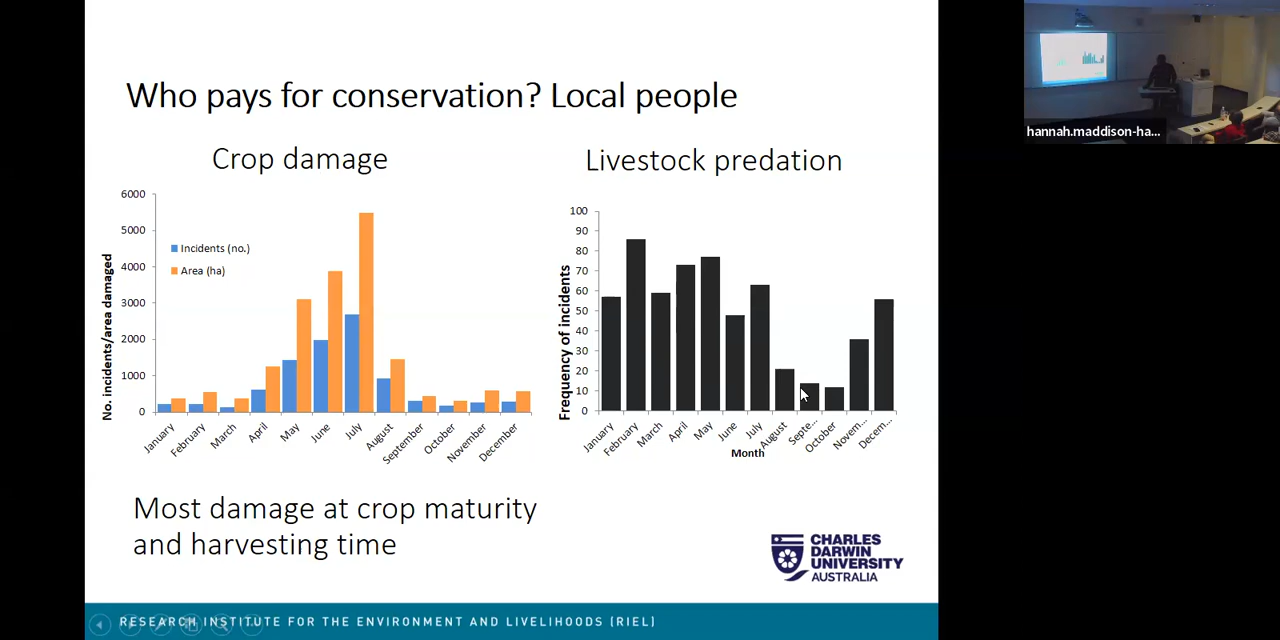 Who pays for conservation? Local people
Crop damage
Livestock predation
No. incidents/area damaged
6000
5000
4000
3000
2000
1000
0
Incidents (no.)
Area (ha)
January
February
March
April
May
June
July
August
September
October
November
December
Frequency of incidents
100
90
80
70
60
50
40
30
20
10
0
January
February
March
April
May
June
July
August
Septe...
October
Novem...
Decem...
Month
Most damage at crop maturity
and harvesting time
CHARLES
DARWIN
UNIVERSITY
AUSTRALIA
RESEARCH INSTITUTE FOR THE ENVIRONMENT AND LIVELIHOODS (RIEL)
hannah.maddison-ha...